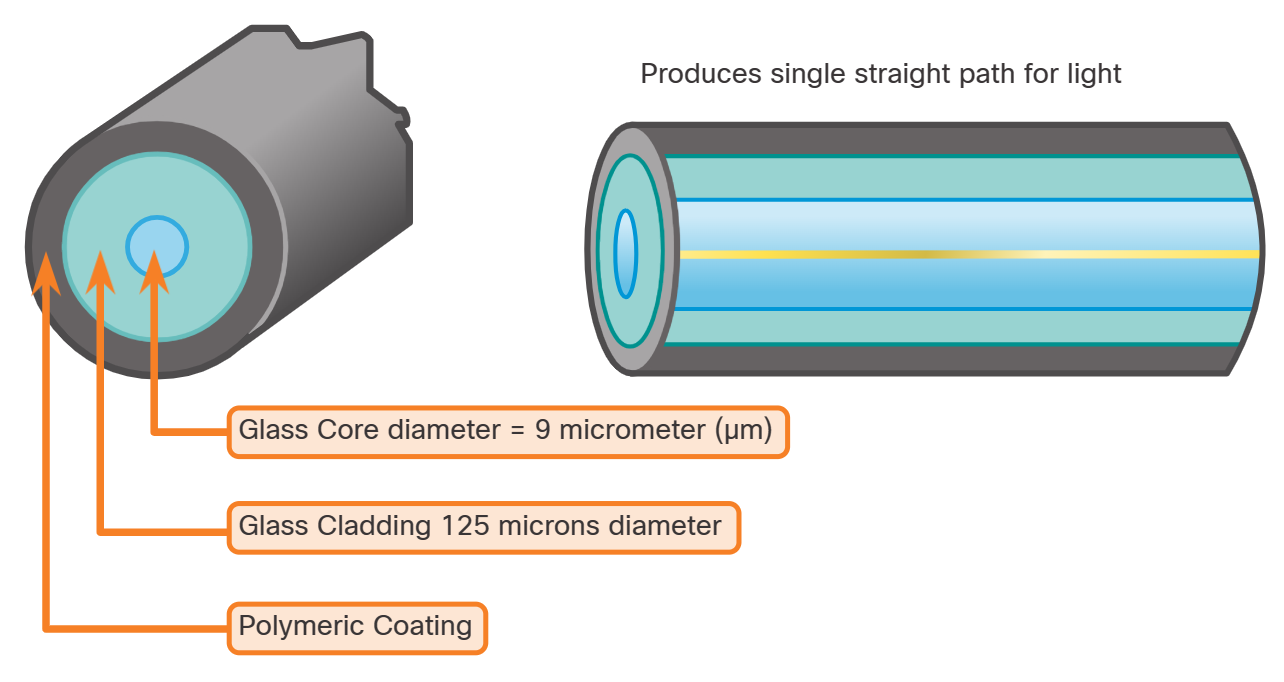 Produces single straight path for light
Glass Core diameter = 9 micrometer (µm)
Glass Cladding 125 microns diameter
Polymeric Coating